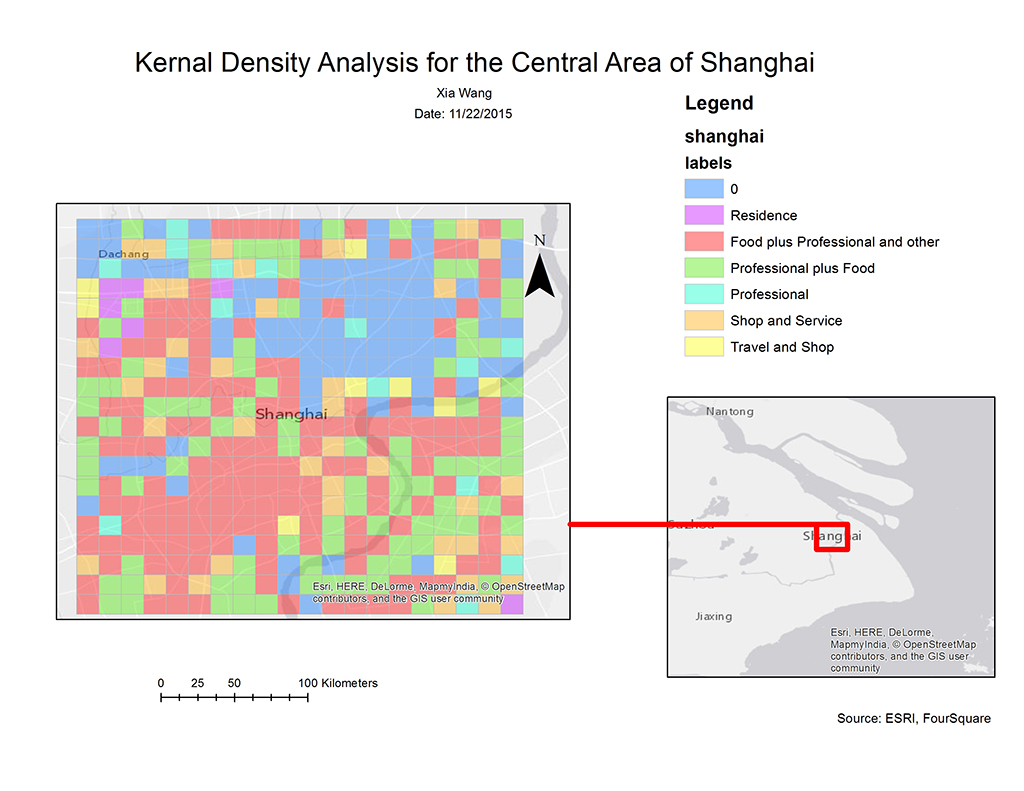 Kernal Density Analysis for the Central Area of Shanghai
Xia Wang
Date: 11/22/2015
Legend
shanghai
labels
0
Residence
Food plus Professional and other
Professional plus Food
Professional
Shop and Service
Travel and Shop
N
Dachang
Shanghai
Esri, HERE, DeLorme, MapmyIndia, © OpenStreetMap
contributors, and the GIS user community
Nantong
Suzhou
Shanghai
Jiaxing
Esri, HERE, DeLorme,
MapmyIndia, © OpenStreetMap
contributors, and the GIS user
community
0 25 50 100 Kilometers
Source: ESRI, FourSquare